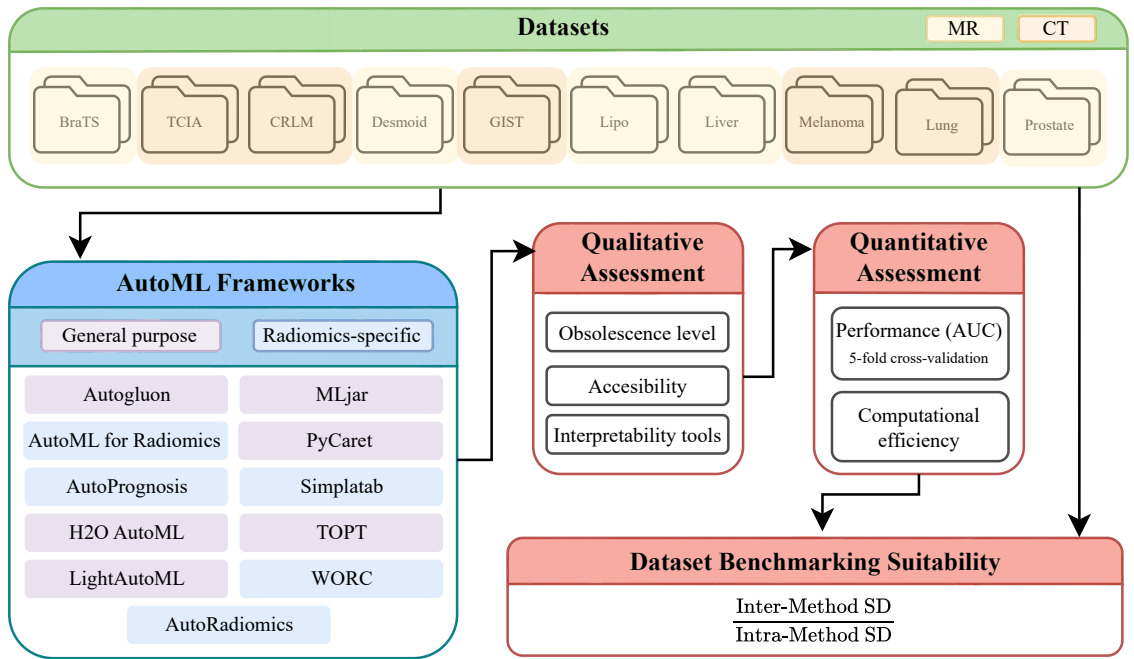 Datasets
MR
CT
BraTS
TCIA
CRLM
Desmoid
GIST
Lipo
Liver
Melanoma
Lung
Prostate
AutoML Frameworks
General purpose
Radiomics-specific
Autogluon
MLjar
AutoML for Radiomics
PyCaret
AutoPrognosis
Simplatab
H2O AutoML
TOPT
LightAutoML
WORC
AutoRadiomics
Qualitative
Assessment
Obsolescence level
Accesibility
Interpretability tools
Quantitative
Assessment
Performance (AUC)
5-fold cross-validation
Computational
efficiency
Dataset Benchmarking Suitability
Inter-Method SD
Intra-Method SD